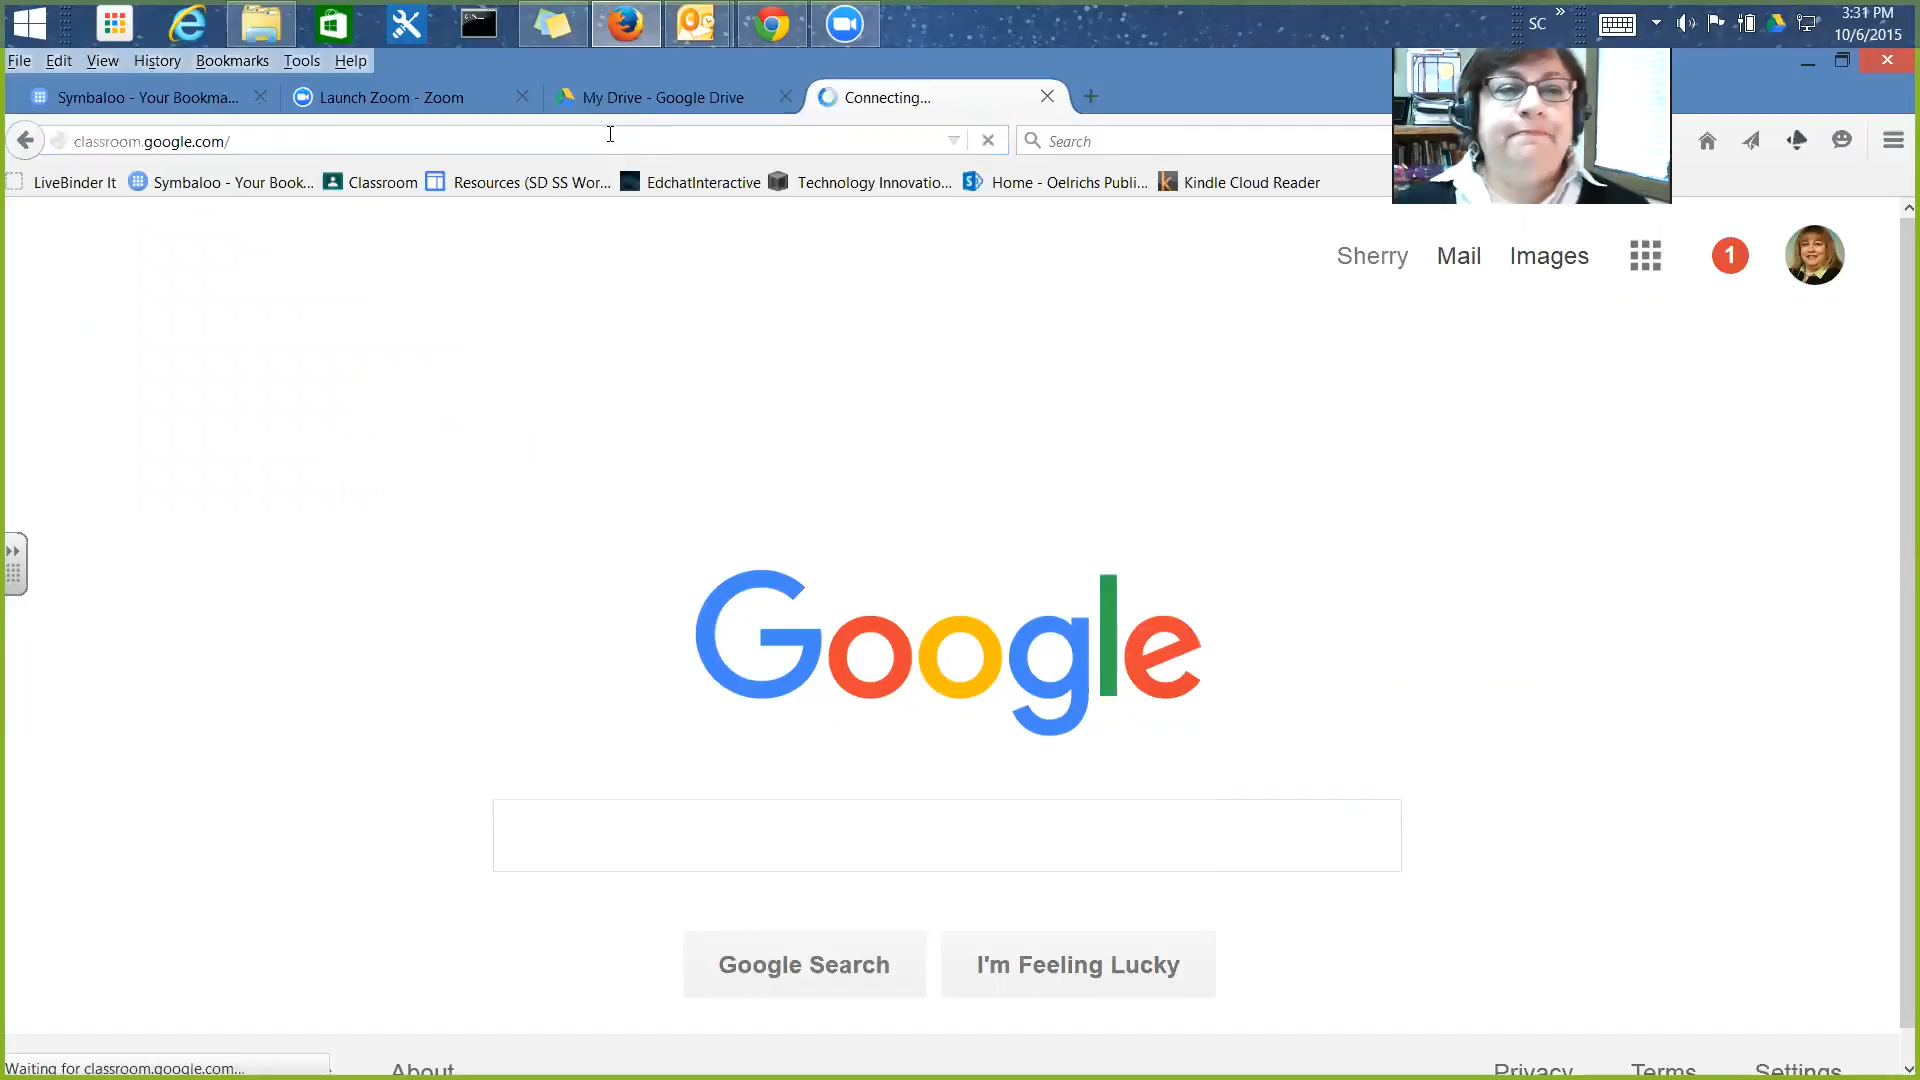 SC
»
3:31 PM
10/6/2015
File Edit View History Bookmarks Tools Help
Symbaloo - Your Bookma...
Launch Zoom - Zoom
My Drive - Google Drive
Connecting...
classroom.google.com/
Search
LiveBinder It
Symbaloo - Your Book...
Classroom
Resources (SD SS Wor...
EdchatInteractive
Technology Innovatio...
Home - Oelrichs Publi...
Kindle Cloud Reader
Sherry Mail Images 1
Google
Google Search
I'm Feeling Lucky
Waiting for classroom.google.com...
About
Privacy Terms Settings